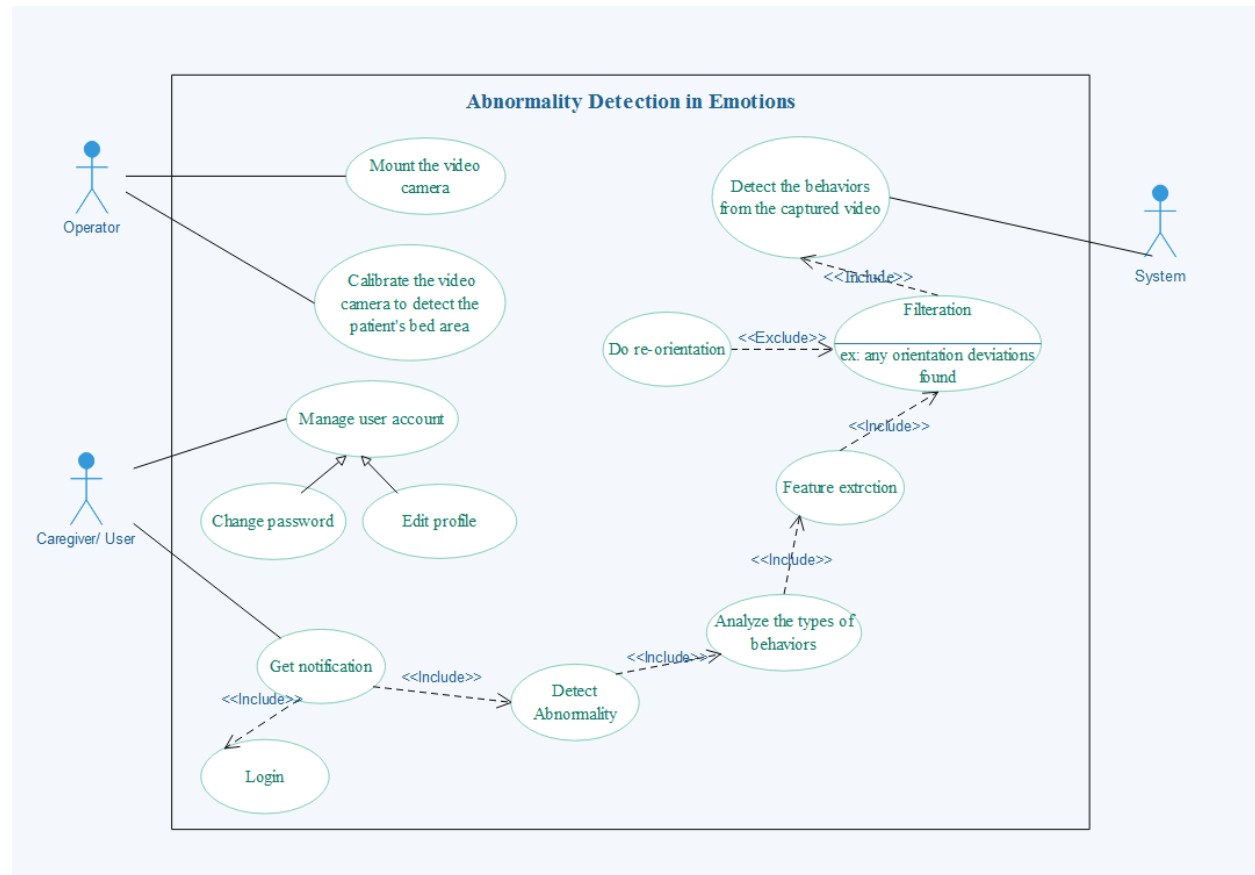 Abnormality Detection in Emotions
Operator
Mount the video
camera
Detect the behaviors
from the captured video
System
Calibrate the video
camera to detect the
patient's bed area
<<Include>>
Filteration
ex: any orientation deviations
found
<<Exclude>>
Do re-orientation
Manage user account
<<Include>>
Caregiver/ User
Change password
Edit profile
Feature extrction
<<Include>>
Analyze the types of
behaviors
Get notification
<<Include>>
<<Include>>
<<Include>>
Detect
Abnormality
Login